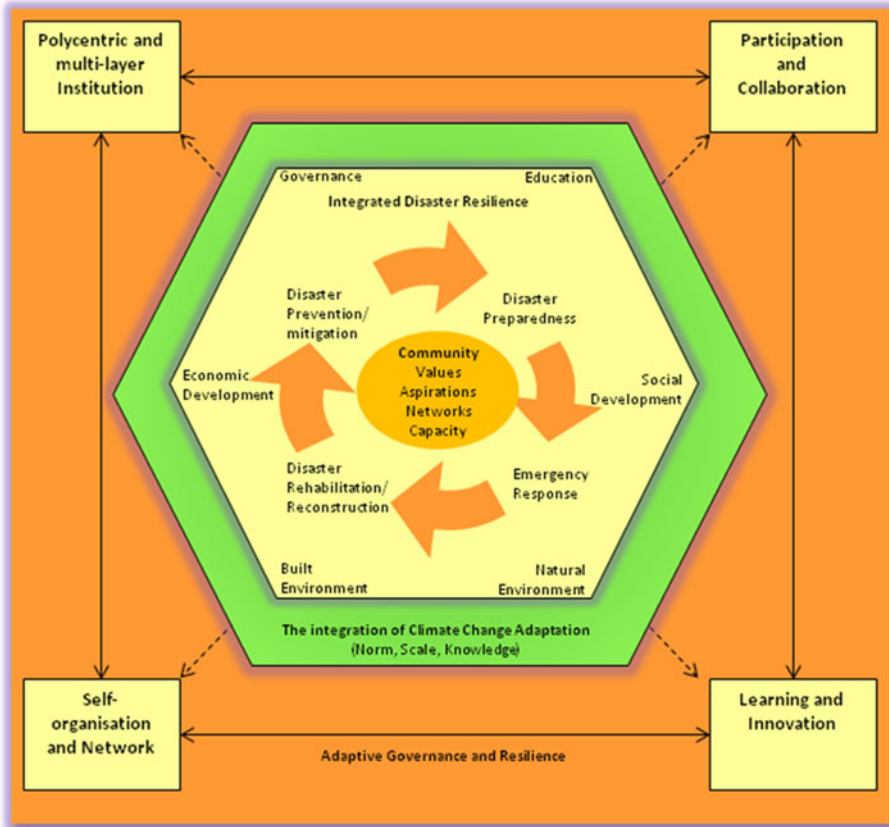 Polycentric and
multi-layer
Institution
Participation
and
Collaboration
Governance
Education
Integrated Disaster Resilience
Disaster
Prevention/
mitigation
Disaster
Preparedness
Community
Values
Aspirations
Networks
Capacity
Economic
Development
Social
Development
Disaster
Rehabilitation/
Reconstruction
Emergency
Response
Built
Environment
Natural
Environment
The integration of Climate Change Adaptation
(Norm, Scale, Knowledge)
Self-
organisation
and Network
Learning and
Innovation
Adaptive Governance and Resilience